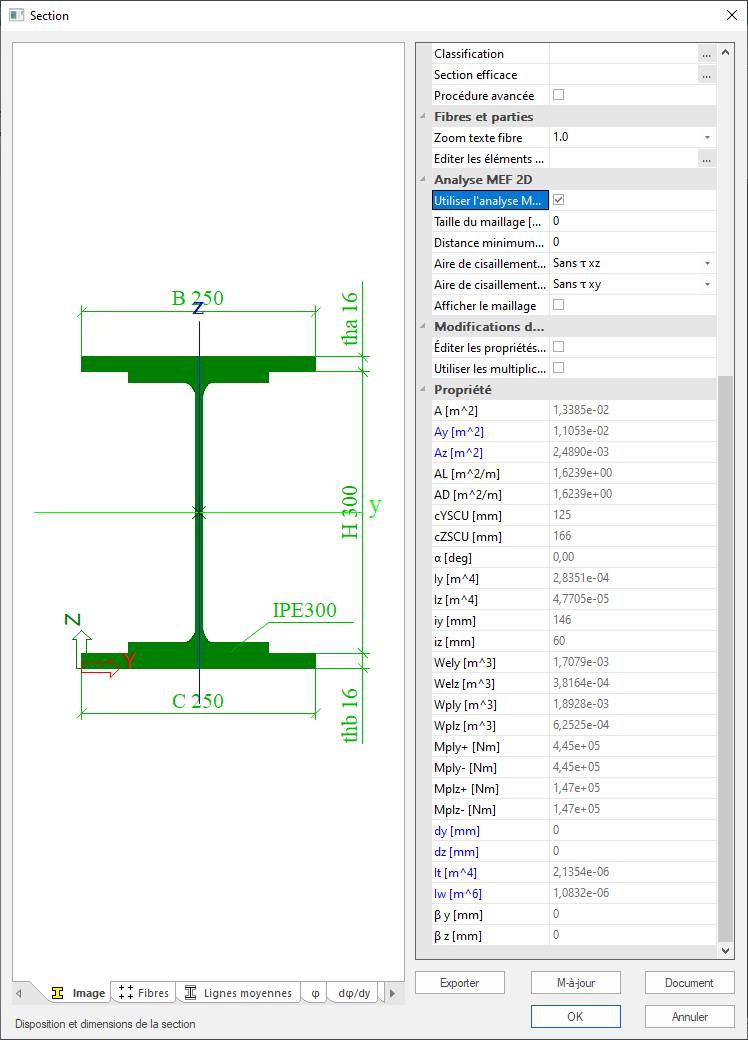 Section
B 250
z
tha 16
H 300
y
IPE300
Z
Y
C 250
thb 16
Image
Fibres
Lignes moyennes
φ
dφ/dy
Disposition et dimensions de la section
Classification ...
Section efficace ...
Procédure avancée
Fibres et parties
Zoom texte fibre 1.0
Editer les éléments ... ...
Analyse MEF 2D
Utiliser l'analyse M...
Taille du maillage [... 0
Distance minimum... 0
Aire de cisaillement... Sans τ xz
Aire de cisaillement... Sans τ xy
Afficher le maillage
Modifications d...
Éditer les propriétés...
Utiliser les multiplic...
Propriété
A [m^2] 1,3385e-02
Ay [m^2] 1,1053e-02
Az [m^2] 2,4890e-03
AL [m^2/m] 1,6239e+00
AD [m^2/m] 1,6239e+00
cYSCU [mm] 125
cZSCU [mm] 166
α [deg] 0,00
Iy [m^4] 2,8351e-04
Iz [m^4] 4,7705e-05
iy [mm] 146
iz [mm] 60
Wely [m^3] 1,7079e-03
Welz [m^3] 3,8164e-04
Wply [m^3] 1,8928e-03
Wplz [m^3] 6,2525e-04
Mply+ [Nm] 4,45e+05
Mply- [Nm] 4,45e+05
Mplz+ [Nm] 1,47e+05
Mplz- [Nm] 1,47e+05
dy [mm] 0
dz [mm] 0
It [m^4] 2,1354e-06
Iw [m^6] 1,0832e-06
β y [mm] 0
β z [mm] 0
Exporter
M-à-jour
Document
OK
Annuler